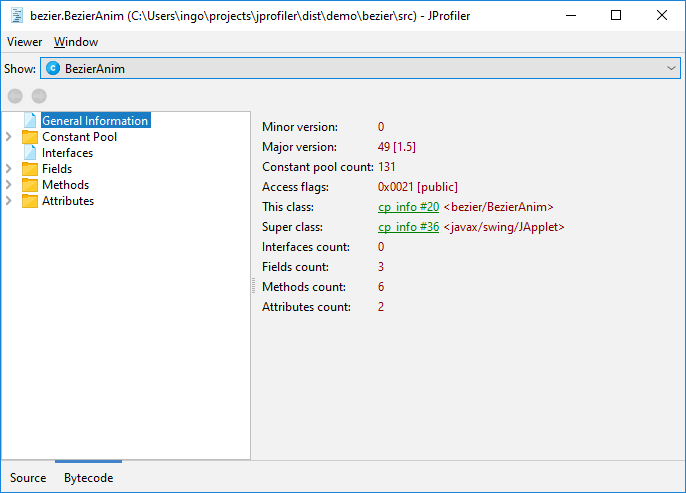 bezier.BezierAnim (C:\Users\ingo\projects\jprofiler\dist\demo\bezier\src) - JProfiler
Viewer Window
Show: C BezierAnim
General Information
Constant Pool
Interfaces
Fields
Methods
Attributes
Minor version: 0
Major version: 49 [1.5]
Constant pool count: 131
Access flags: 0x0021 [public]
This class: cp_info #20 <bezier/BezierAnim>
Super class: cp_info #36 <javax/swing/JApplet>
Interfaces count: 0
Fields count: 3
Methods count: 6
Attributes count: 2
Source Bytecode